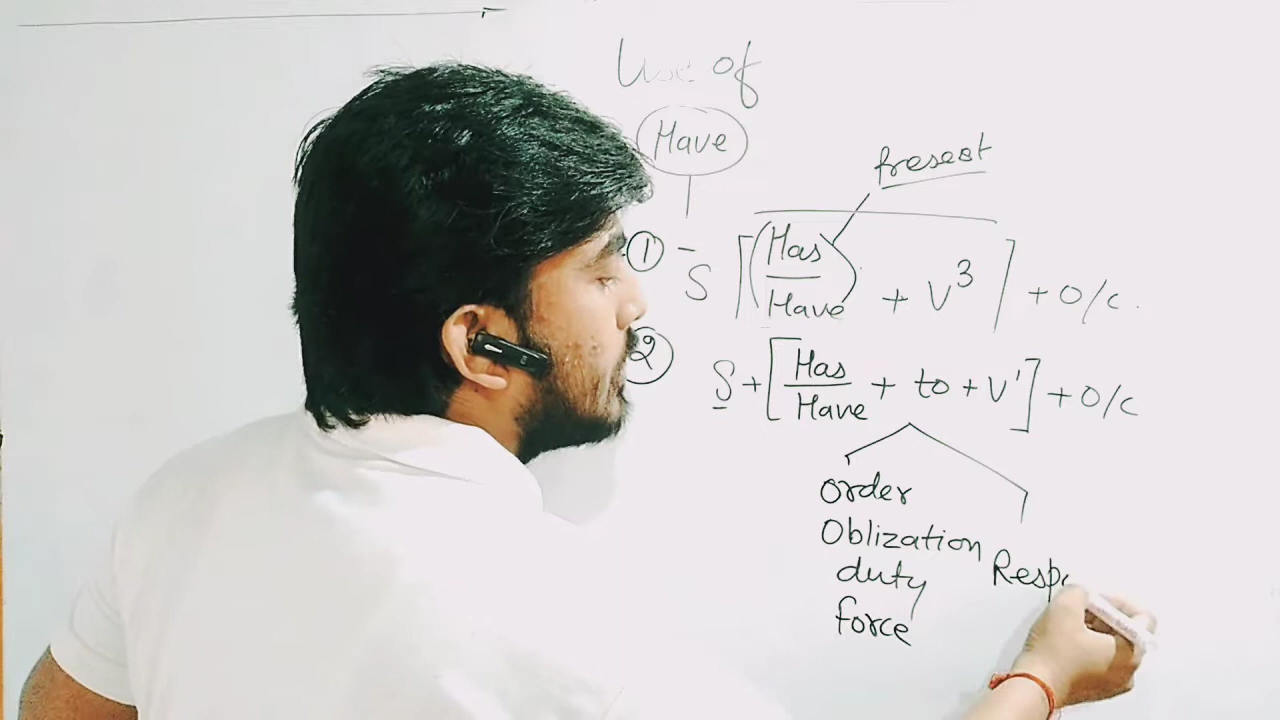 Use of
Have
Present
① -
S [(Has/Have) + V³] + O/C.
② S + [Has/Have + to + V'] + O/C
Order
Oblization
duty
force
Resp